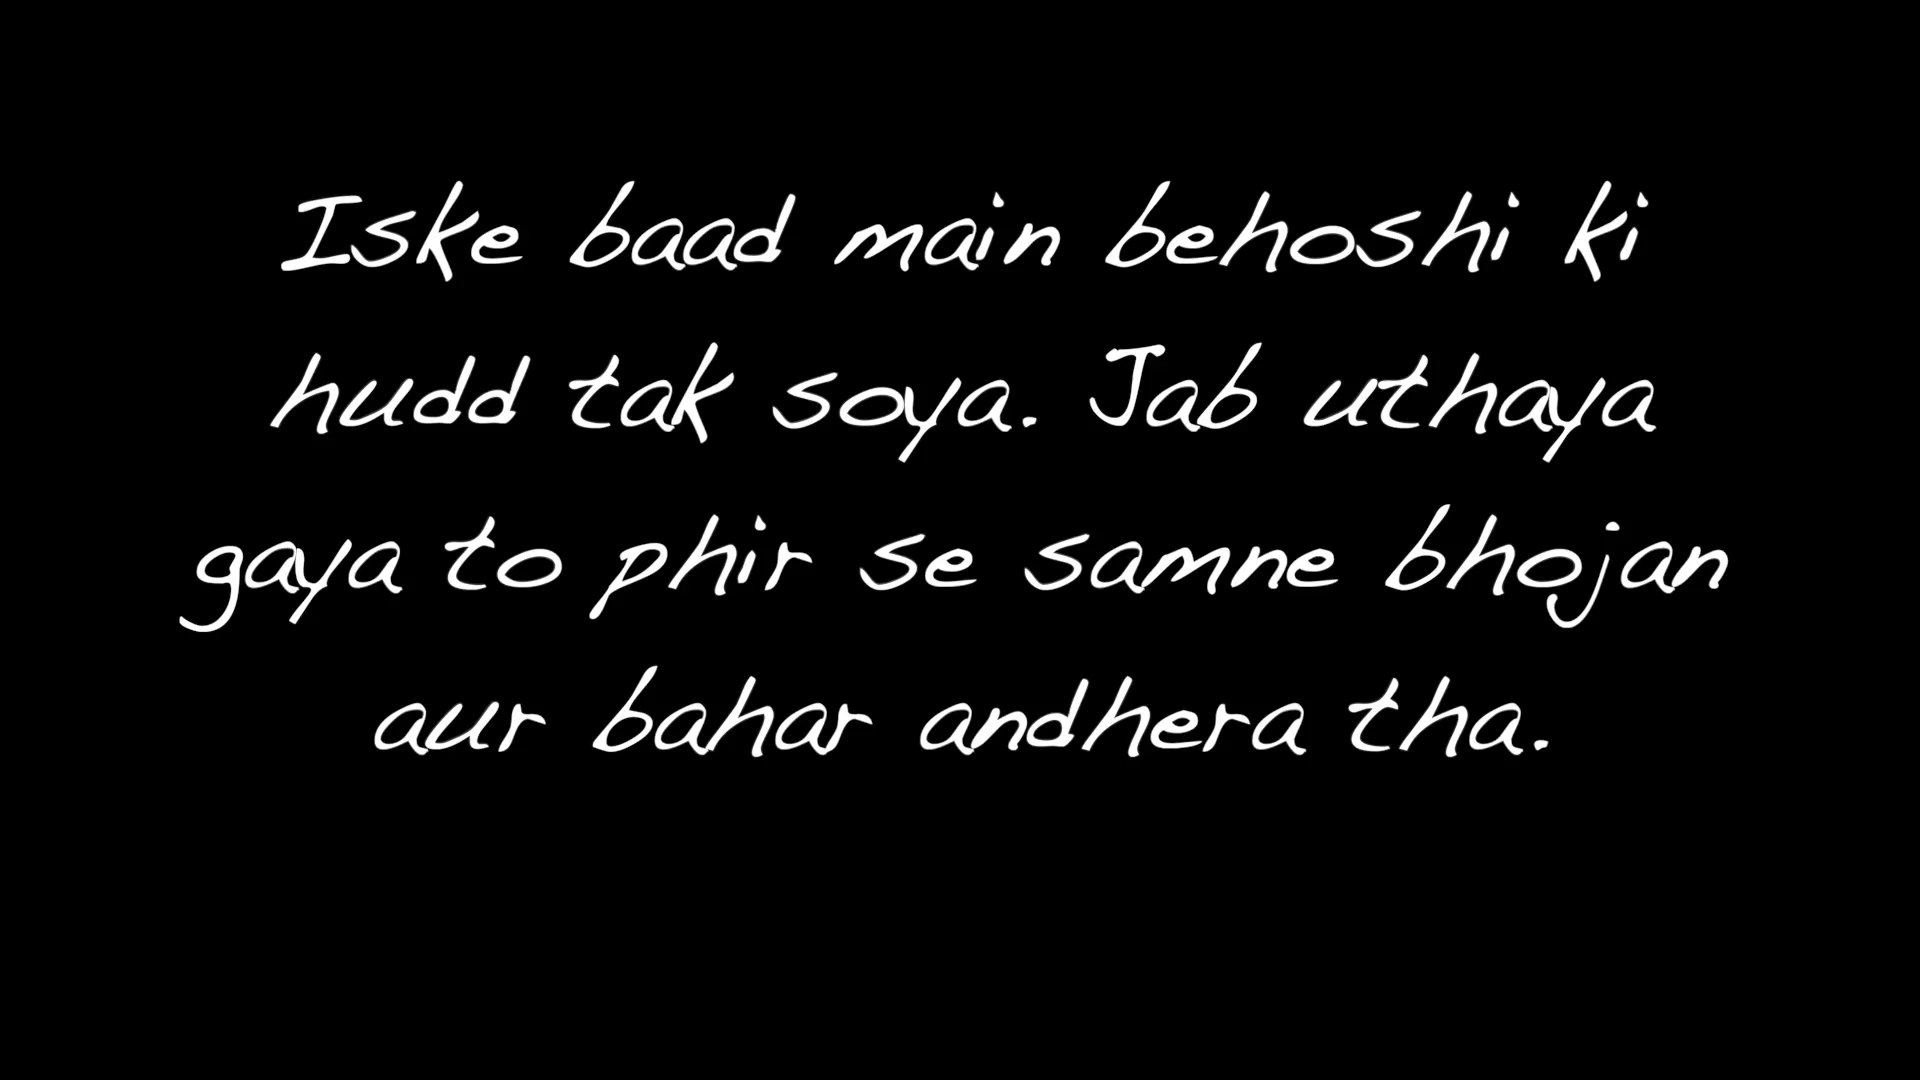 Iske baad main behoshi ki
hudd tak soya. Jab uthaya
gaya to phir se samne bhojan
aur bahar andhera tha.